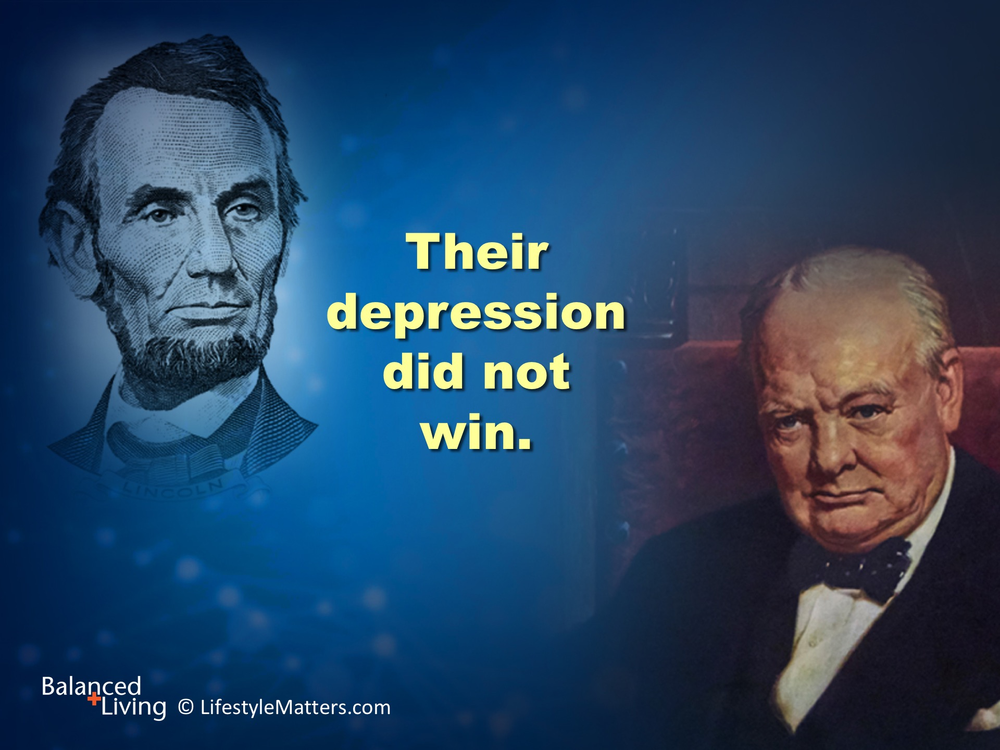 Their
depression
did not
win.
LINCOLN
Balanced
Living © LifestyleMatters.com